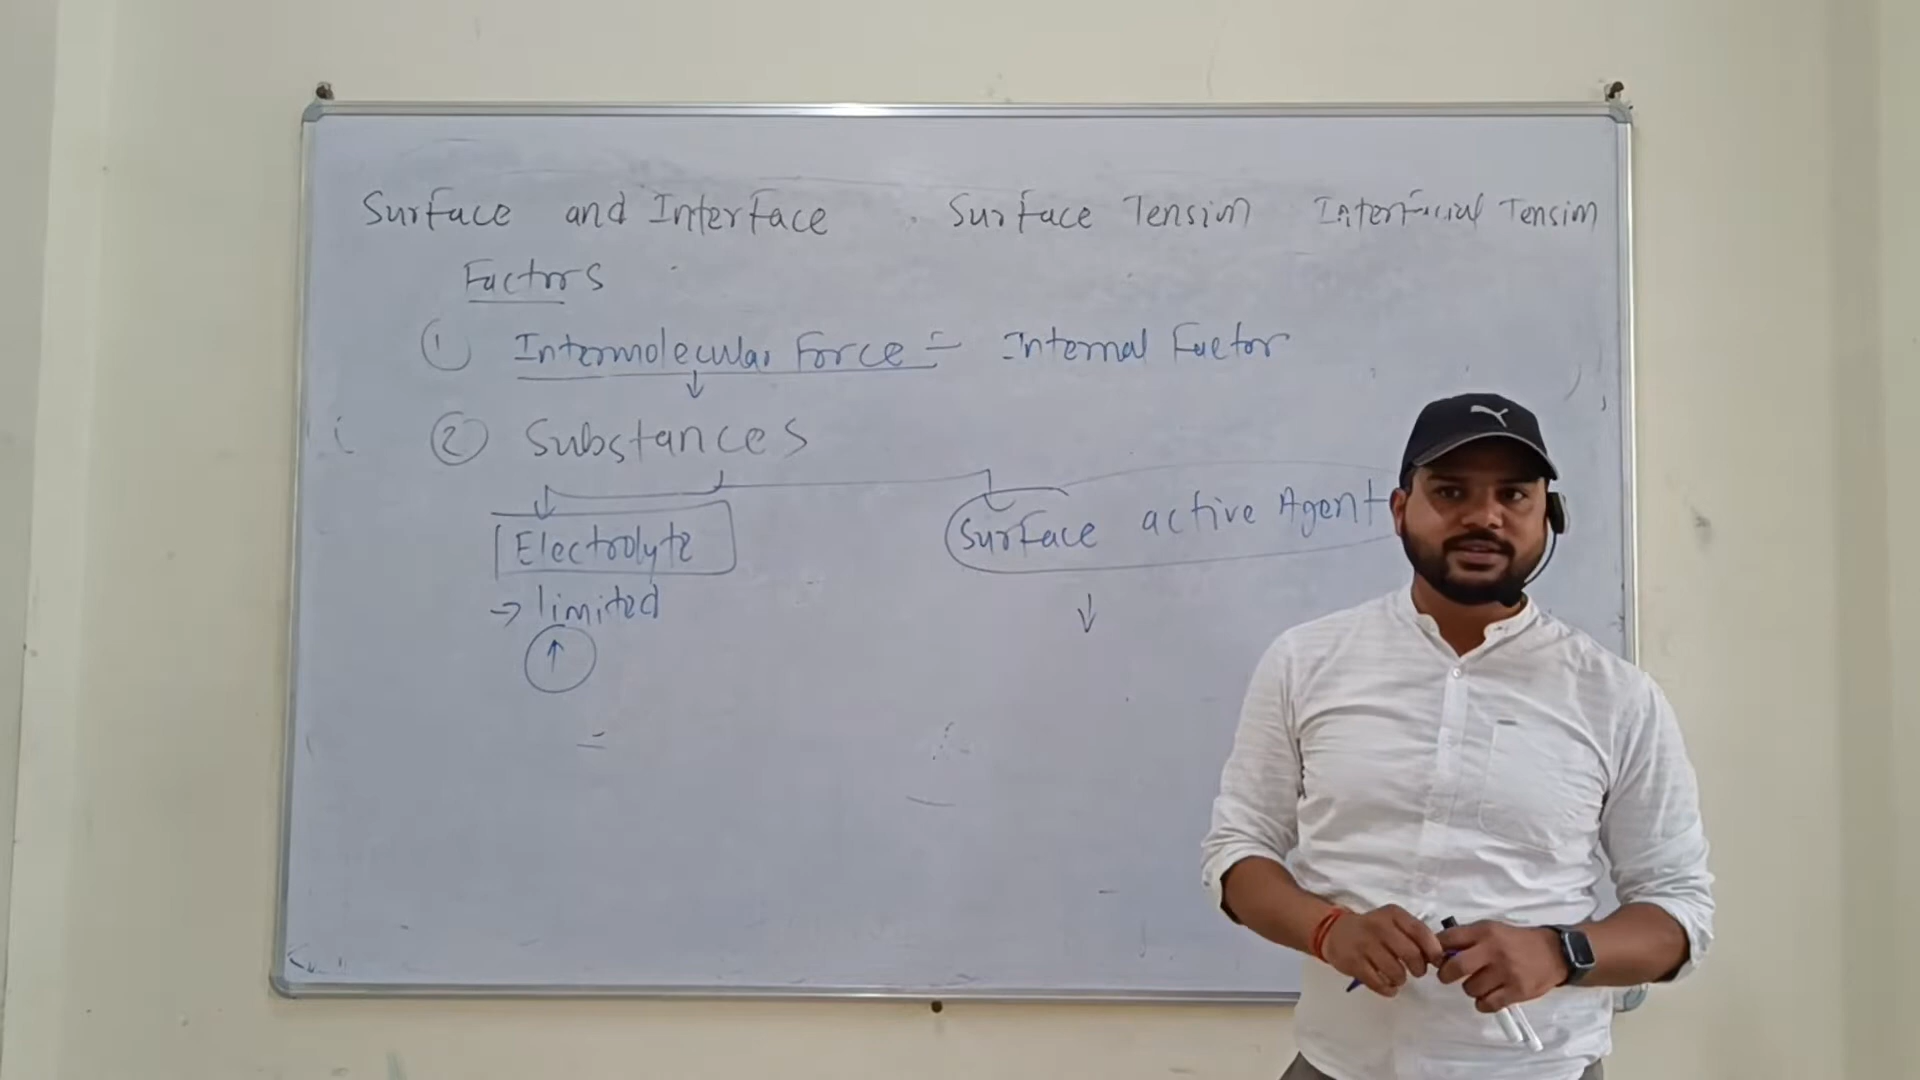 Surface and Interface Surface Tension Interfacial Tension
Factors
① Intermolecular Force = Internal Factor
↓
② Substances
Electrolyte Surface active Agent
→ limited ↓
↑
=